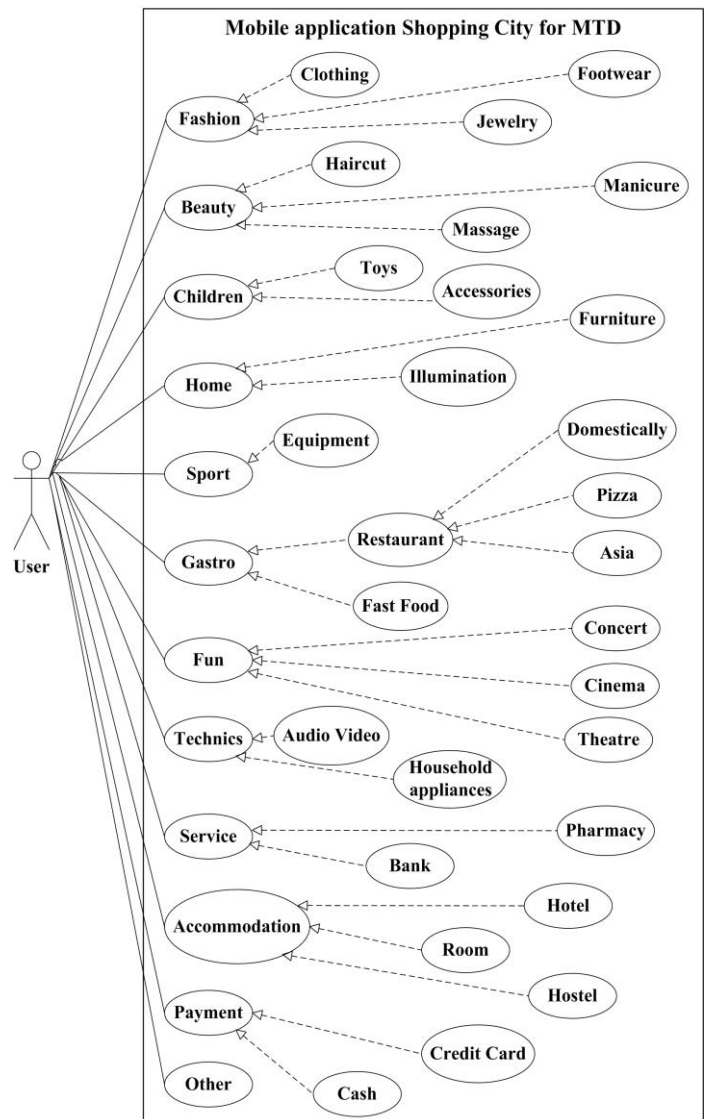 Mobile application Shopping City for MTD
Clothing
Footwear
Fashion
Jewelry
Haircut
Manicure
Beauty
Massage
Toys
Children
Accessories
Furniture
Home
Illumination
Domestically
Equipment
Sport
Pizza
Restaurant
Asia
Gastro
User
Fast Food
Concert
Fun
Cinema
Audio Video
Technics
Theatre
Household
appliances
Pharmacy
Service
Bank
Hotel
Accommodation
Room
Hostel
Payment
Credit Card
Other
Cash